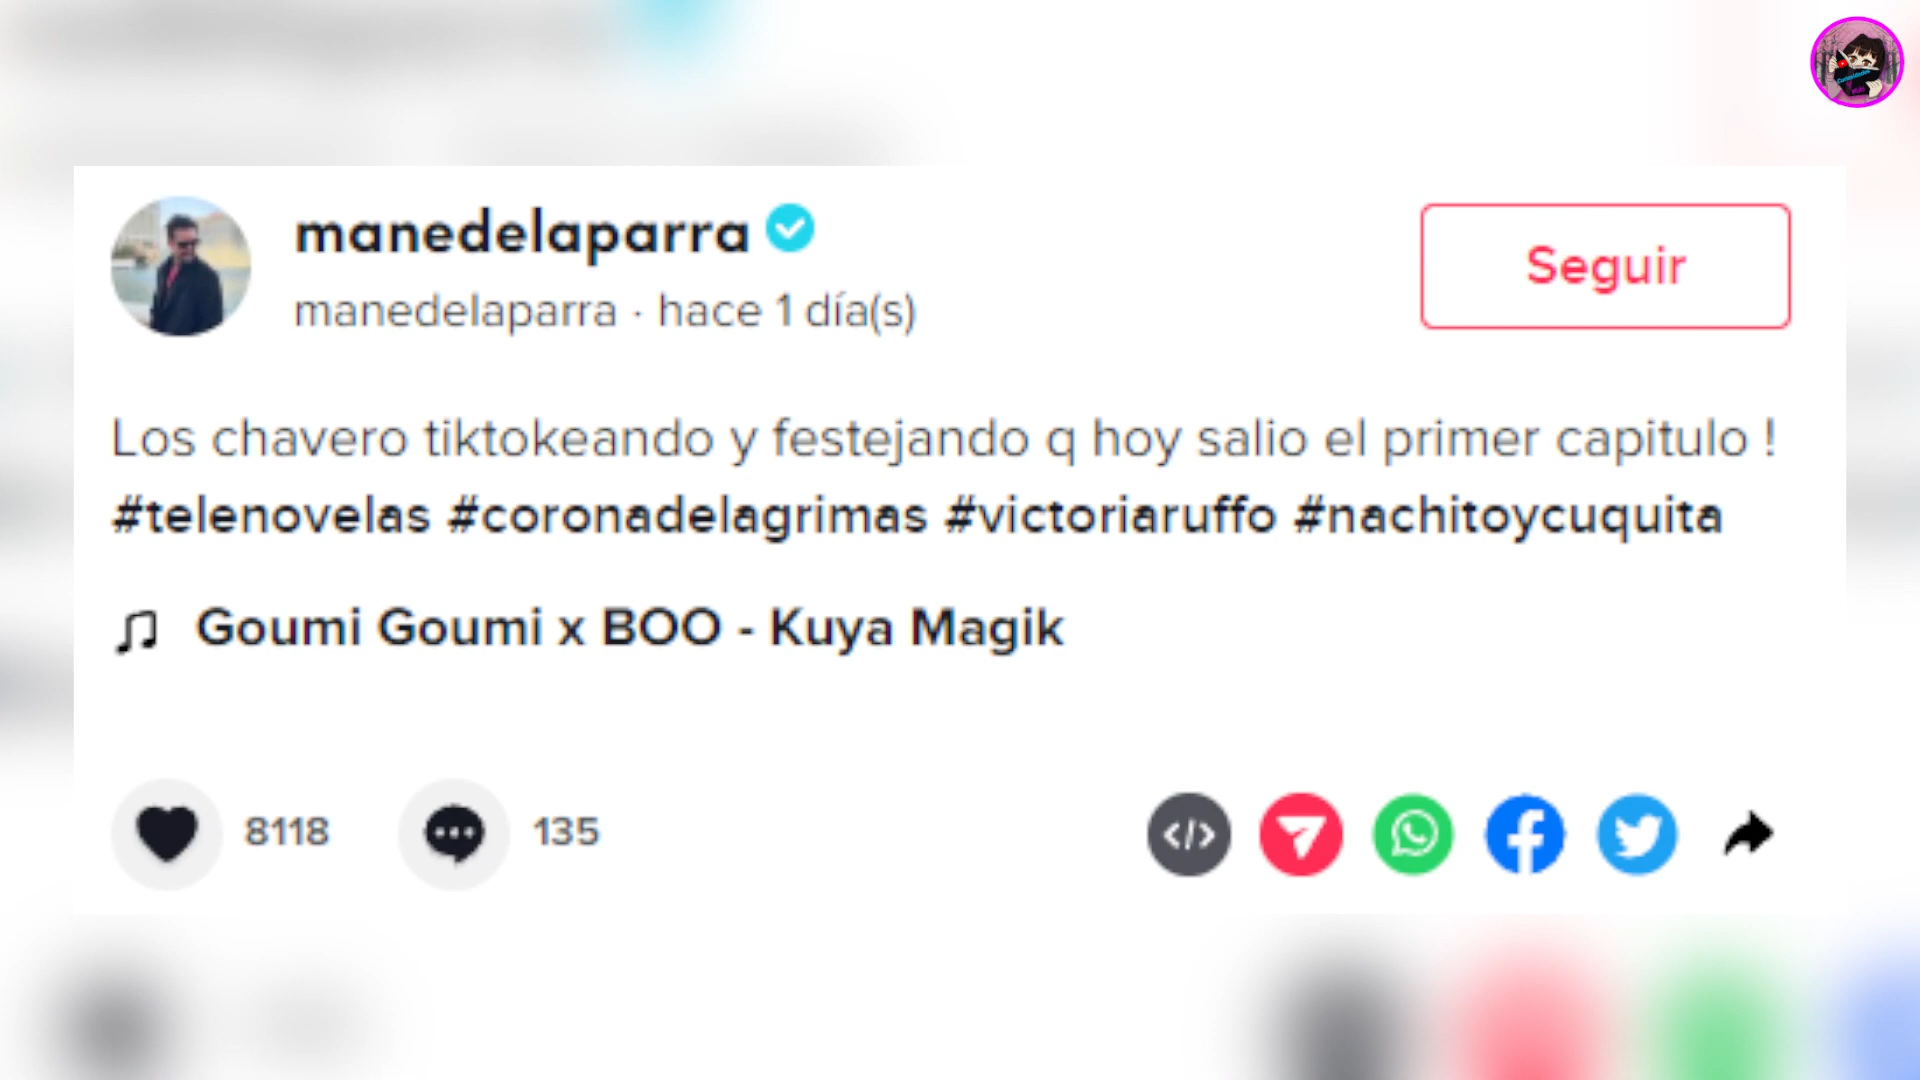 manedelaparra
manedelaparra · hace 1 día(s)
Seguir
Los chavero tiktokeando y festejando q hoy salio el primer capitulo !
#telenovelas #coronadelagrimas #victoriaruffo #nachitoycuquita
Goumi Goumi x BOO - Kuya Magik
8118
135